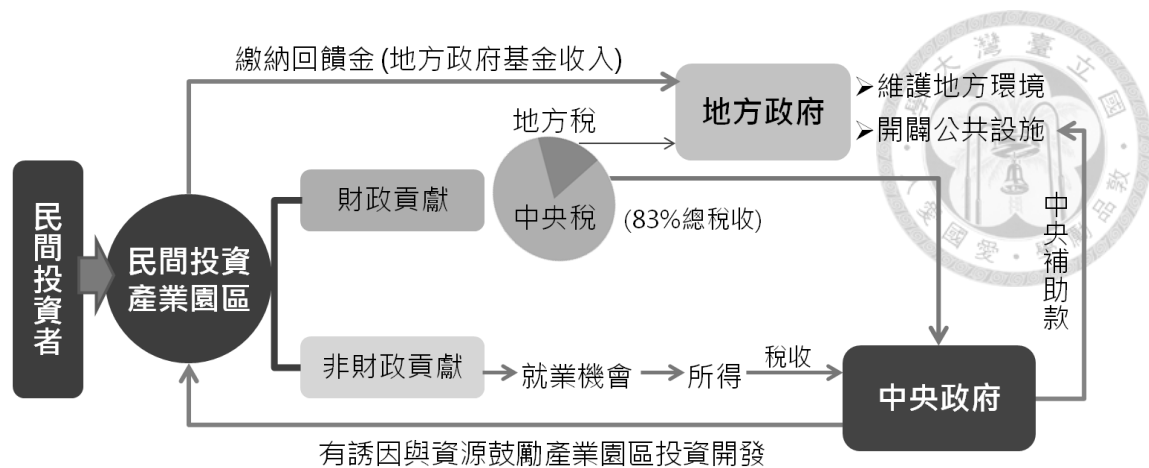 繳納回饋金 (地方政府基金收入)
地方政府
➢維護地方環境
➢開闢公共設施
地方稅
民間投資者
民間投資
產業園區
財政貢獻
中央稅
(83%總稅收)
中央補助款
非財政貢獻
就業機會
所得
稅收
中央政府
有誘因與資源鼓勵產業園區投資開發